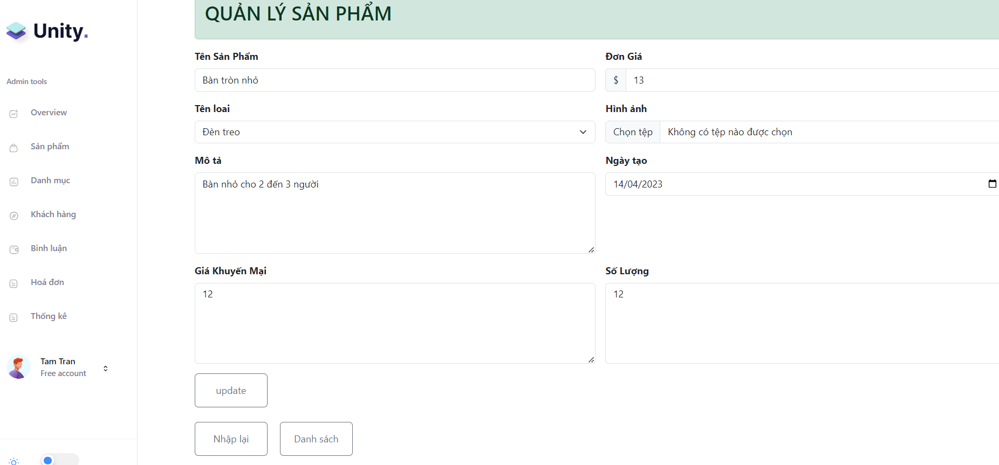 Unity.
Admin tools
Overview
Sản phẩm
Danh mục
Khách hàng
Bình luận
Hoá đơn
Thống kê
Tam Tran
Free account
QUẢN LÝ SẢN PHẨM
Tên Sản Phẩm
Bàn tròn nhỏ
Đơn Giá
$ 13
Tên loai
Đèn treo
Hình ảnh
Chọn tệp Không có tệp nào được chọn
Mô tả
Bàn nhỏ cho 2 đến 3 người
Ngày tạo
14/04/2023
Giá Khuyến Mại
12
Số Lượng
12
update
Nhập lại
Danh sách